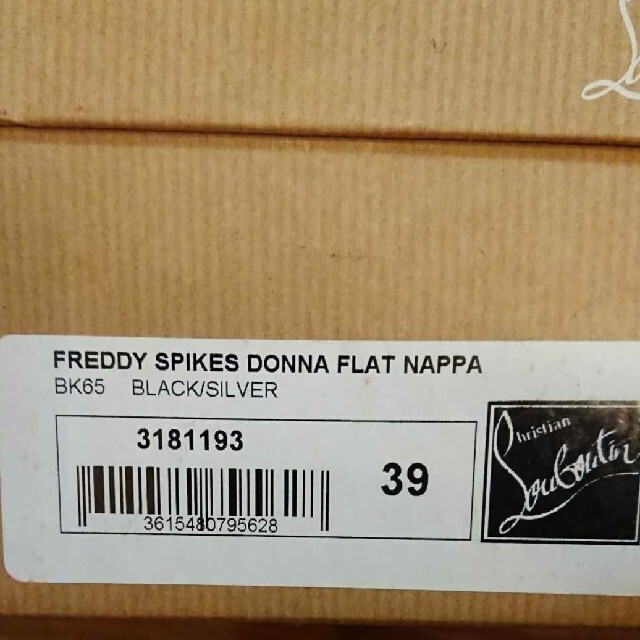 FREDDY SPIKES DONNA FLAT NAPPA
BK65 BLACK/SILVER
3181193
39
3615480795628
Christian
Louboutin